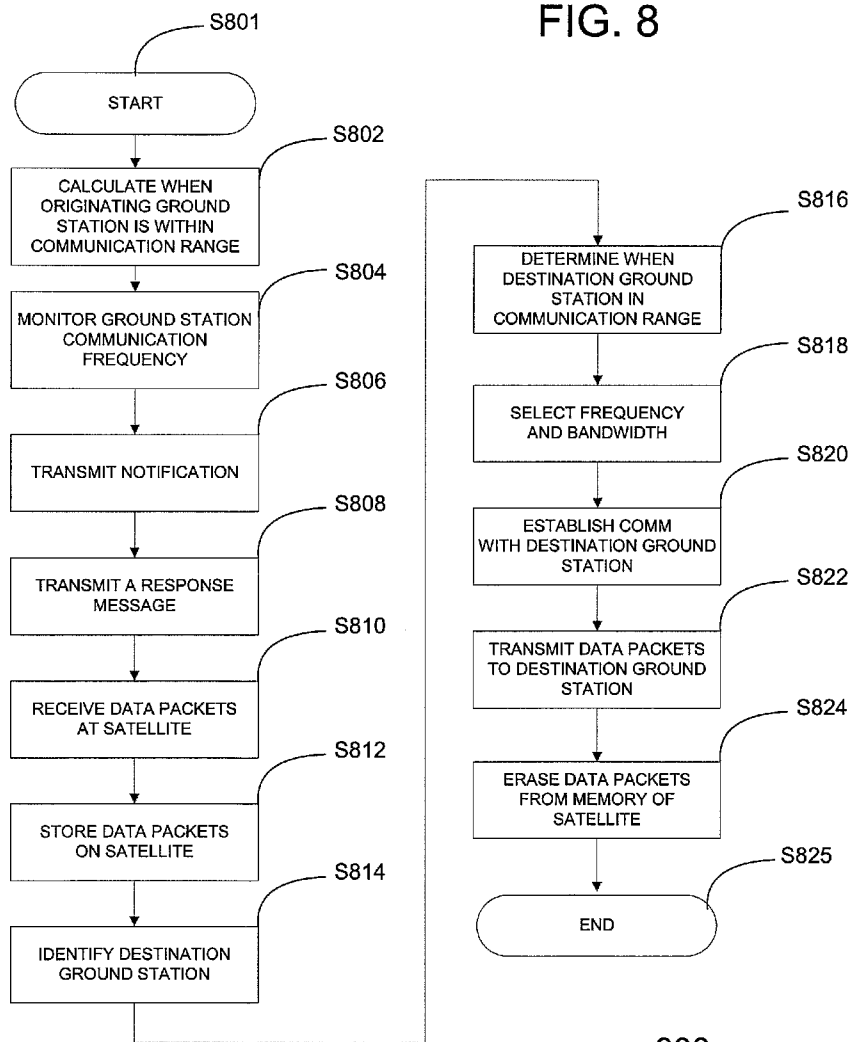 FIG. 8
S801
START
S802
CALCULATE WHEN
ORIGINATING GROUND
STATION IS WITHIN
COMMUNICATION RANGE
S804
MONITOR GROUND STATION
COMMUNICATION
FREQUENCY
S806
TRANSMIT NOTIFICATION
S808
TRANSMIT A RESPONSE
MESSAGE
S810
RECEIVE DATA PACKETS
AT SATELLITE
S812
STORE DATA PACKETS
ON SATELLITE
S814
IDENTIFY DESTINATION
GROUND STATION
S816
DETERMINE WHEN
DESTINATION GROUND
STATION IN
COMMUNICATION RANGE
S818
SELECT FREQUENCY
AND BANDWIDTH
S820
ESTABLISH COMM
WITH DESTINATION GROUND
STATION
S822
TRANSMIT DATA PACKETS
TO DESTINATION GROUND
STATION
S824
ERASE DATA PACKETS
FROM MEMORY OF
SATELLITE
S825
END